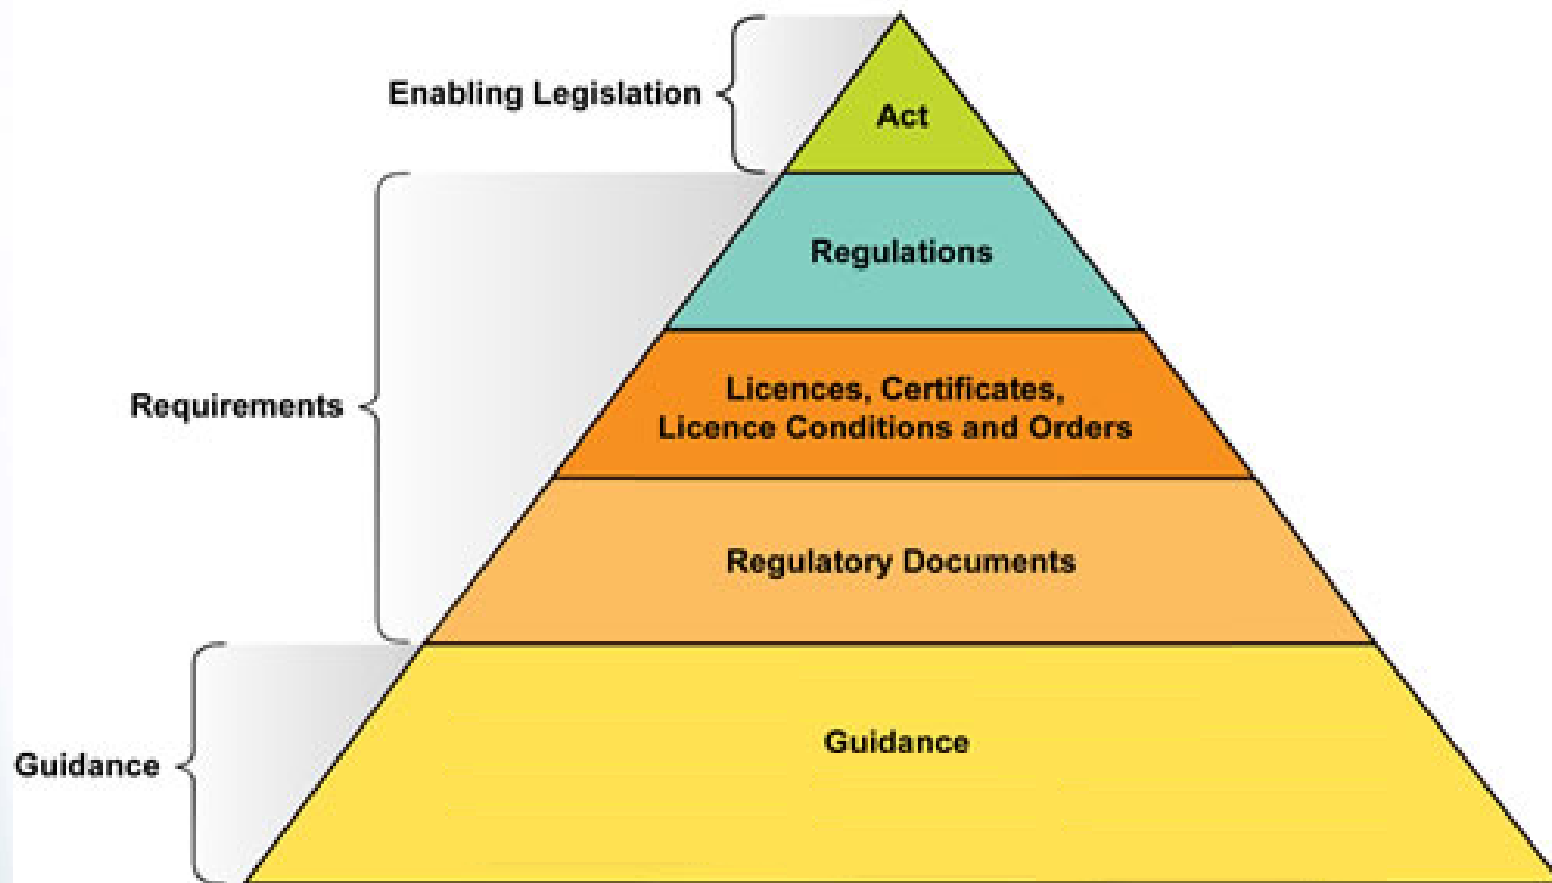 Enabling Legislation
Act
Regulations
Requirements
Licences, Certificates,
Licence Conditions and Orders
Regulatory Documents
Guidance
Guidance